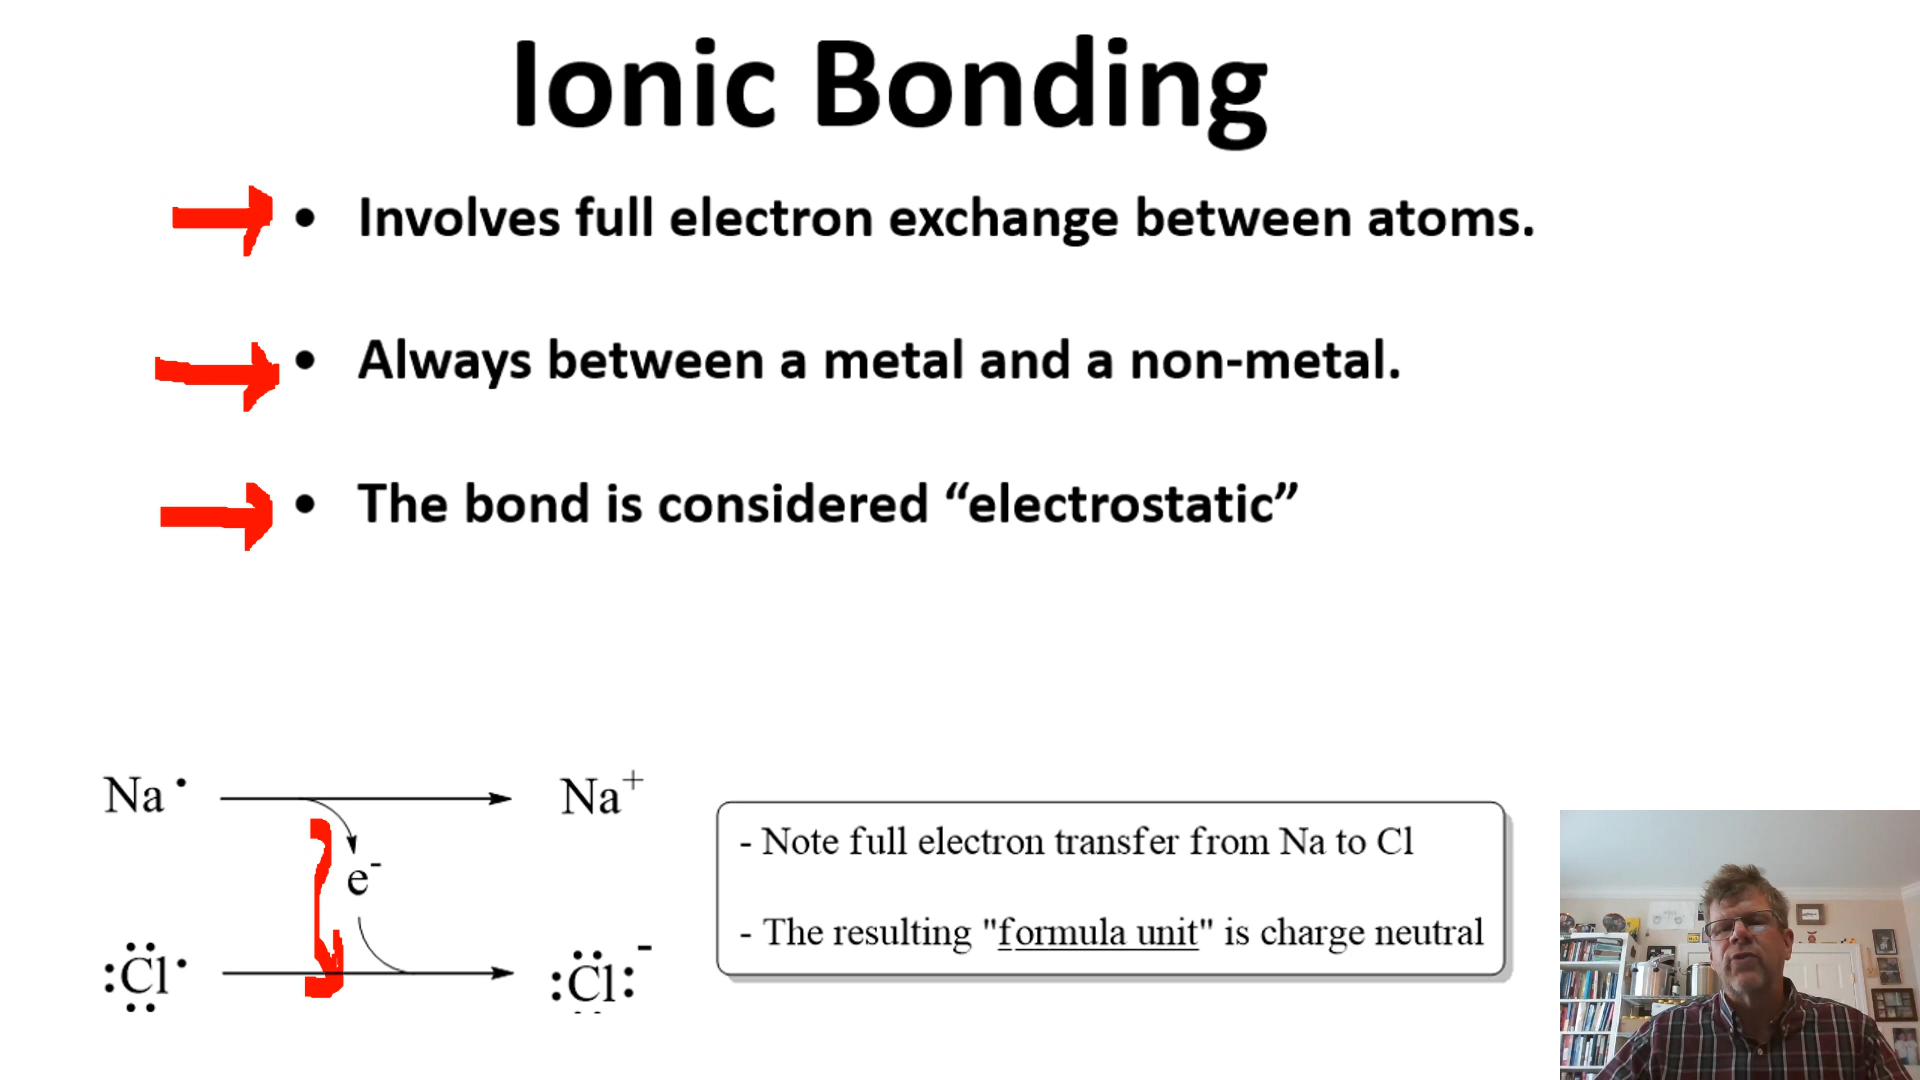 Ionic Bonding
• Involves full electron exchange between atoms.
• Always between a metal and a non-metal.
• The bond is considered “electrostatic”
Na· Na⁺
e⁻
:Cl· :Cl:⁻
- Note full electron transfer from Na to Cl
- The resulting "formula unit" is charge neutral